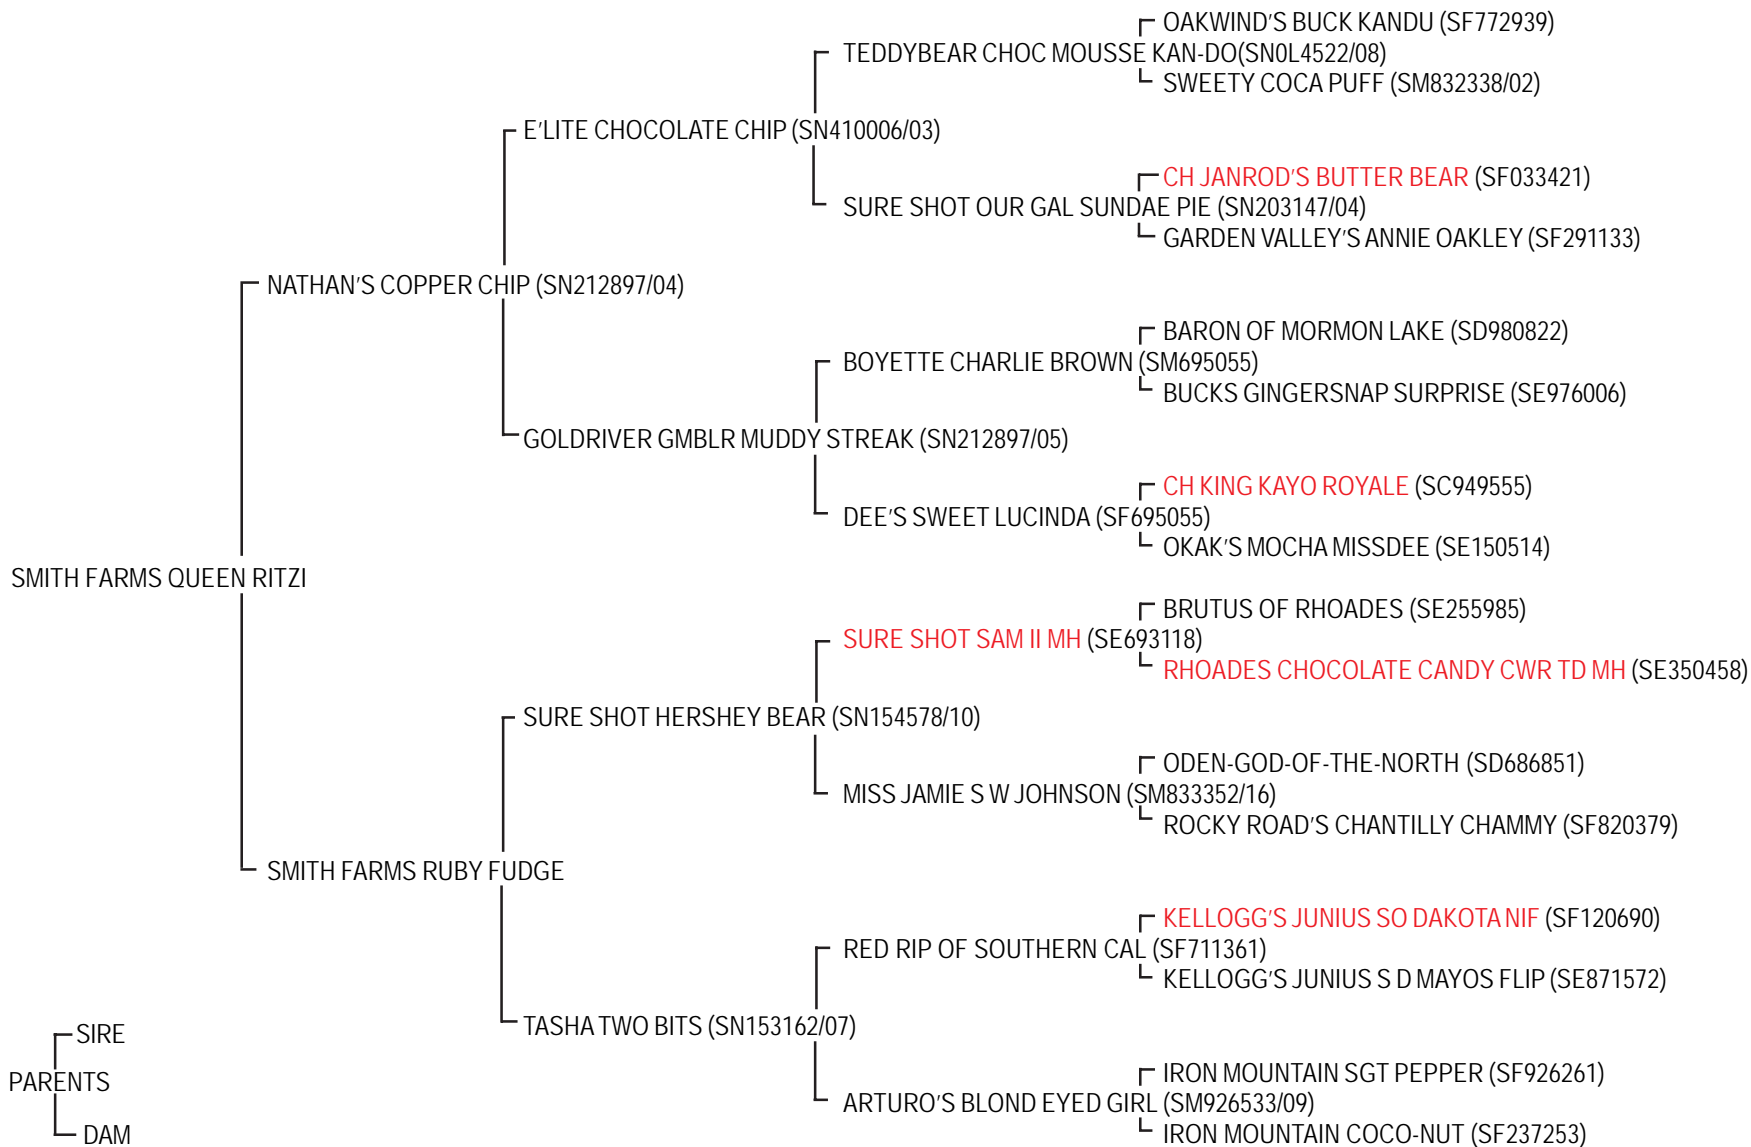 OAKWIND'S BUCK KANDU (SF772939)
TEDDYBEAR CHOC MOUSSE KAN-DO(SN0L4522/08)
SWEETY COCA PUFF (SM832338/02)
E'LITE CHOCOLATE CHIP (SN410006/03)
CH JANROD'S BUTTER BEAR (SF033421)
SURE SHOT OUR GAL SUNDAE PIE (SN203147/04)
GARDEN VALLEY'S ANNIE OAKLEY (SF291133)
NATHAN'S COPPER CHIP (SN212897/04)
BARON OF MORMON LAKE (SD980822)
BOYETTE CHARLIE BROWN (SM695055)
BUCKS GINGERSNAP SURPRISE (SE976006)
GOLDRIVER GMBLR MUDDY STREAK (SN212897/05)
CH KING KAYO ROYALE (SC949555)
DEE'S SWEET LUCINDA (SF695055)
OKAK'S MOCHA MISSDEE (SE150514)
SMITH FARMS QUEEN RITZI
BRUTUS OF RHOADES (SE255985)
SURE SHOT SAM II MH (SE693118)
RHOADES CHOCOLATE CANDY CWR TD MH (SE350458)
SURE SHOT HERSHEY BEAR (SN154578/10)
ODEN-GOD-OF-THE-NORTH (SD686851)
MISS JAMIE S W JOHNSON (SM833352/16)
ROCKY ROAD'S CHANTILLY CHAMMY (SF820379)
SMITH FARMS RUBY FUDGE
KELLOGG'S JUNIUS SO DAKOTA NIF (SF120690)
RED RIP OF SOUTHERN CAL (SF711361)
KELLOGG'S JUNIUS S D MAYOS FLIP (SE871572)
TASHA TWO BITS (SN153162/07)
IRON MOUNTAIN SGT PEPPER (SF926261)
ARTURO'S BLOND EYED GIRL (SM926533/09)
IRON MOUNTAIN COCO-NUT (SF237253)
SIRE
PARENTS
DAM